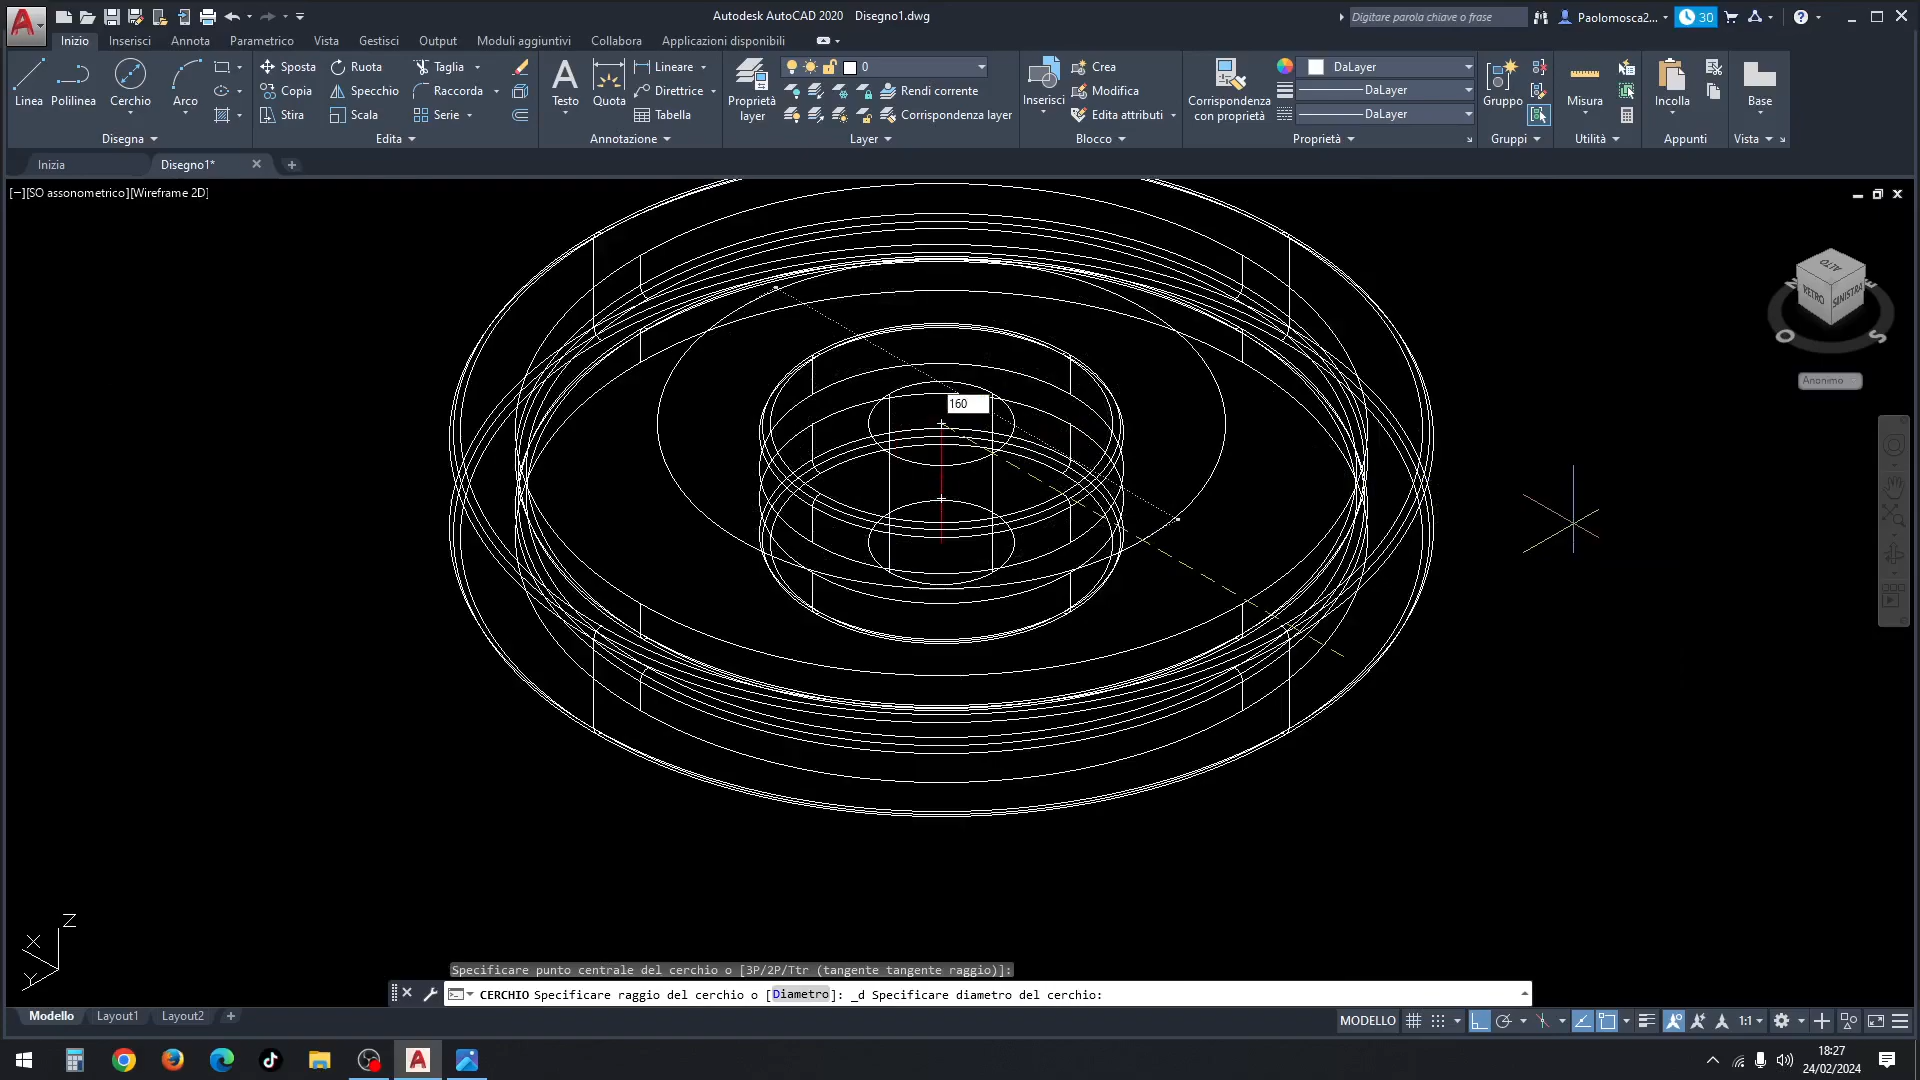 Autodesk AutoCAD 2020 Disegno1.dwg
Digitare parola chiave o frase
Paolomosca2...
30
Inizio Inserisci Annota Parametrico Vista Gestisci Output Moduli aggiuntivi Collabora Applicazioni disponibili
Linea Polilinea Cerchio Arco
Disegna
Sposta Ruota Taglia
Copia Specchio Raccorda
Stira Scala Serie
Edita
Testo Quota
Lineare
Direttrice
Tabella
Annotazione
Proprietà
layer
0
Rendi corrente
Corrispondenza layer
Layer
Inserisci
Crea
Modifica
Edita attributi
Blocco
Corrispondenza
con proprietà
DaLayer
DaLayer
DaLayer
Proprietà
Gruppo
Gruppi
Misura
Utilità
Incolla
Appunti
Base
Vista
Inizia Disegno1*
[−][SO assonometrico][Wireframe 2D]
ALTO
RETRO SINISTRA
N E
O S
Anonimo
160
Z
X
Y
Specificare punto centrale del cerchio o [3P/2P/Ttr (tangente tangente raggio)]:
CERCHIO Specificare raggio del cerchio o [Diametro]: _d Specificare diametro del cerchio:
Modello Layout1 Layout2
MODELLO
1:1
18:27
24/02/2024